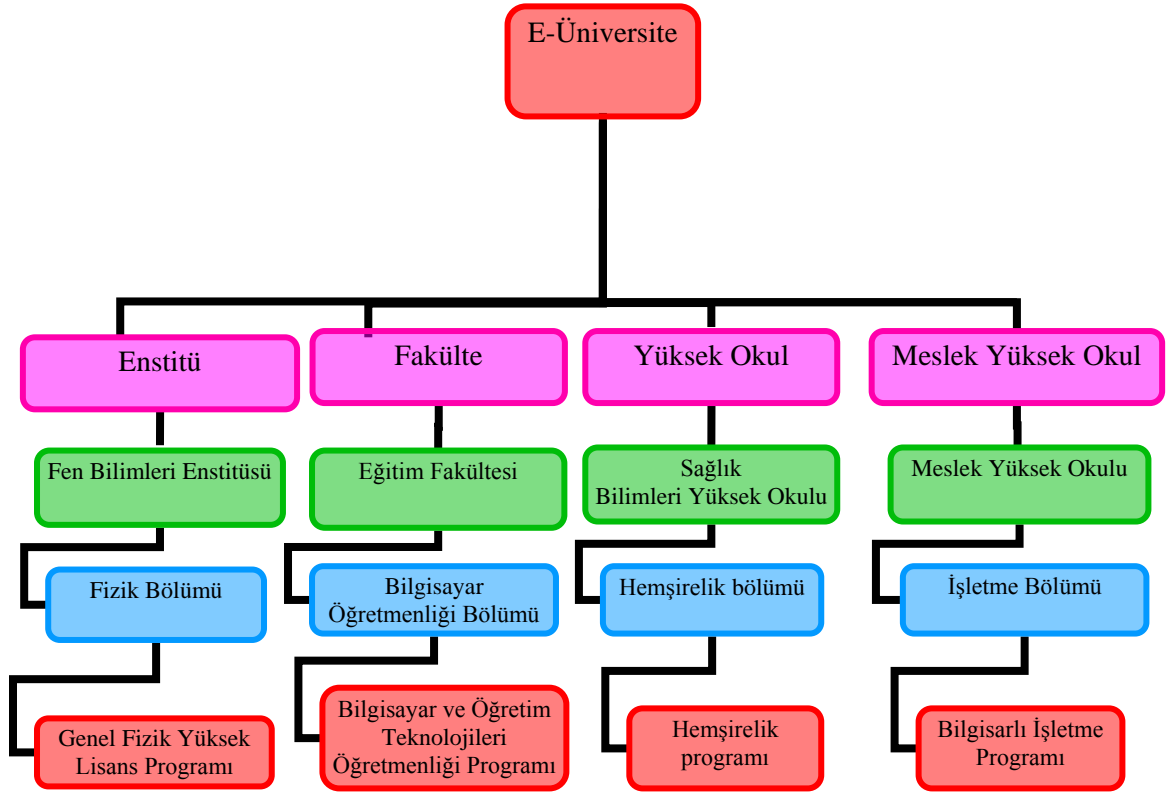 E-Üniversite
Enstitü
Fakülte
Yüksek Okul
Meslek Yüksek Okul
Fen Bilimleri Enstitüsü
Eğitim Fakültesi
Sağlık
Bilimleri Yüksek Okulu
Meslek Yüksek Okulu
Fizik Bölümü
Bilgisayar
Öğretmenliği Bölümü
Hemşirelik bölümü
İşletme Bölümü
Genel Fizik Yüksek
Lisans Programı
Bilgisayar ve Öğretim
Teknolojileri
Öğretmenliği Programı
Hemşirelik
programı
Bilgisarlı İşletme
Programı